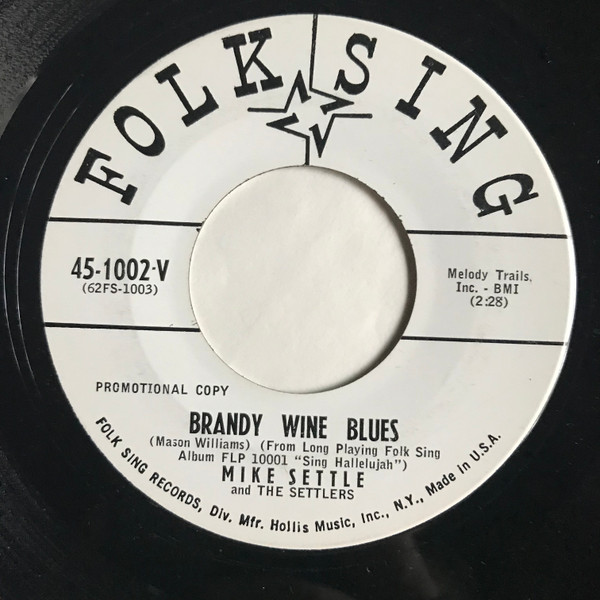 FOLK SING
45-1002-V
(62FS-1003)
Melody Trails,
Inc. - BMI
(2:28)
PROMOTIONAL COPY
BRANDY WINE BLUES
(Mason Williams) (From Long Playing Folk Sing
Album FLP 10001 "Sing Hallelujah")
MIKE SETTLE
and THE SETTLERS
FOLK SING RECORDS, Div. Mfr. Hollis Music, Inc., N.Y., Made in U.S.A.